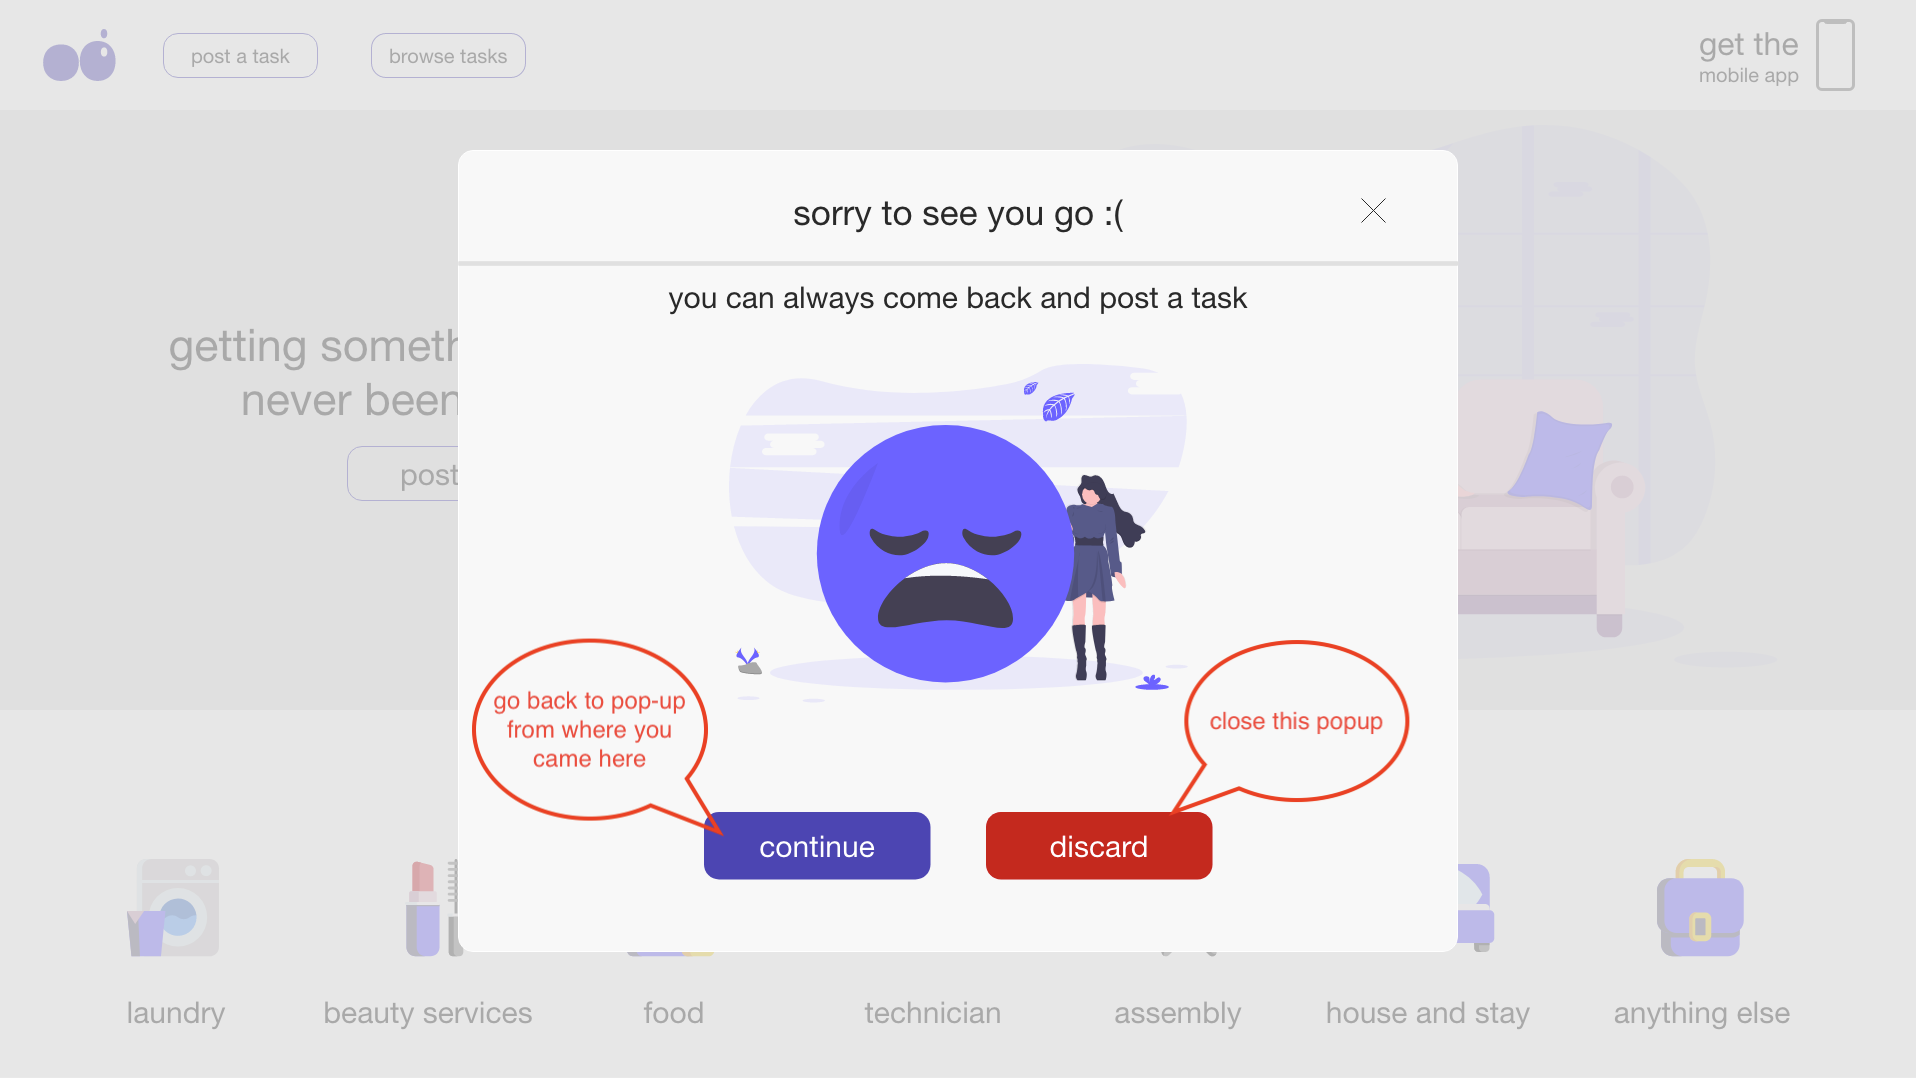 post a task
browse tasks
get the
mobile app
sorry to see you go :(
you can always come back and post a task
getting
never been
post
go back to pop-up
from where you
came here
close this popup
continue
discard
laundry
beauty services
food
technician
assembly
house and stay
anything else